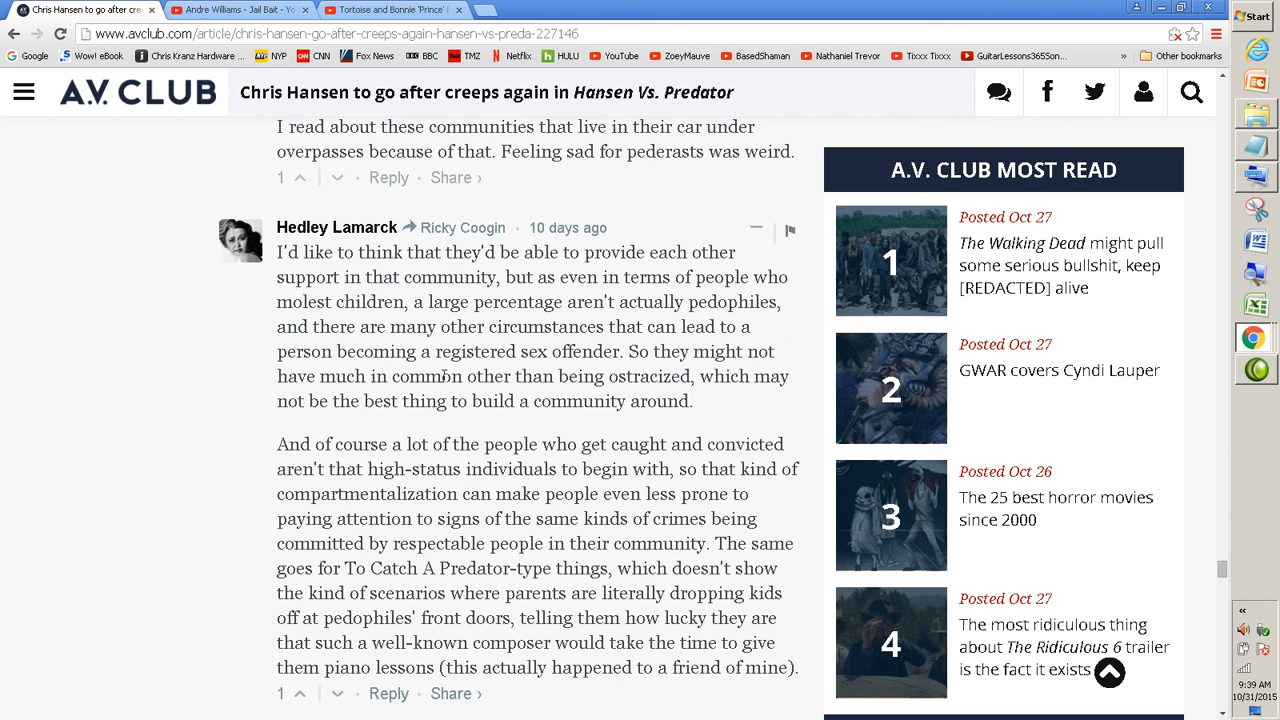 Chris Hansen to go after cree
Andre Williams - Jail Bait - Yo
Tortoise and Bonnie 'Prince'
Start
www.avclub.com/article/chris-hansen-go-after-creeps-again-hansen-vs-preda-227146
Google
Wow! eBook
Chris Kranz Hardware ...
NYP
CNN
Fox News
BBC
TMZ
Netflix
HULU
YouTube
ZoeyMauve
BasedShaman
Nathaniel Trevor
Tixxx Tixxx
GuitarLessons365Son...
»
Other bookmarks
A.V. CLUB
Chris Hansen to go after creeps again in Hansen Vs. Predator
I read about these communities that live in their car under
overpasses because of that. Feeling sad for pederasts was weird.
1 Reply • Share ›
Hedley Lamarck Ricky Coogin • 10 days ago
I'd like to think that they'd be able to provide each other
support in that community, but as even in terms of people who
molest children, a large percentage aren't actually pedophiles,
and there are many other circumstances that can lead to a
person becoming a registered sex offender. So they might not
have much in common other than being ostracized, which may
not be the best thing to build a community around.
And of course a lot of the people who get caught and convicted
aren't that high-status individuals to begin with, so that kind of
compartmentalization can make people even less prone to
paying attention to signs of the same kinds of crimes being
committed by respectable people in their community. The same
goes for To Catch A Predator-type things, which doesn't show
the kind of scenarios where parents are literally dropping kids
off at pedophiles' front doors, telling them how lucky they are
that such a well-known composer would take the time to give
them piano lessons (this actually happened to a friend of mine).
1 Reply • Share ›
A.V. CLUB MOST READ
1
Posted Oct 27
The Walking Dead might pull
some serious bullshit, keep
[REDACTED] alive
2
Posted Oct 27
GWAR covers Cyndi Lauper
3
Posted Oct 26
The 25 best horror movies
since 2000
4
Posted Oct 27
The most ridiculous thing
about The Ridiculous 6 trailer
is the fact it exists
«
9:39 AM
10/31/2015